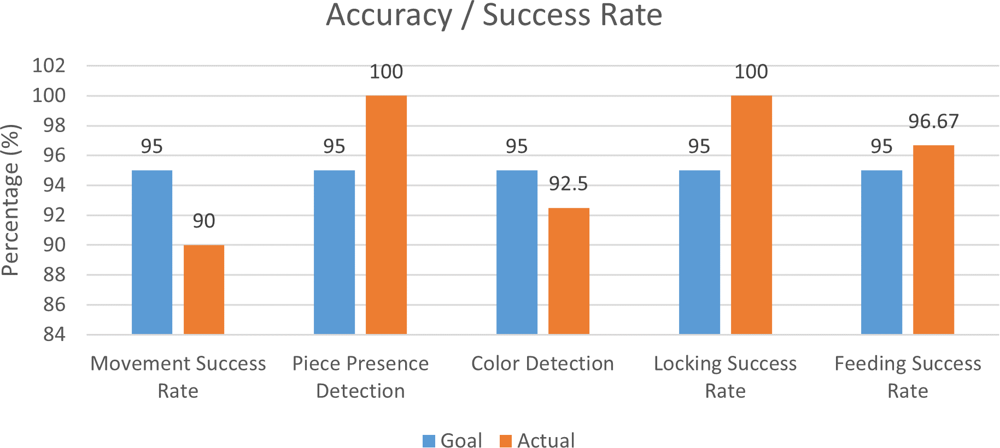 Accuracy / Success Rate
Percentage (%)
102
100
98
96
94
92
90
88
86
84
95
90
95
100
95
92.5
95
100
95
96.67
Movement Success
Rate
Piece Presence
Detection
Color Detection
Locking Success
Rate
Feeding Success
Rate
Goal
Actual